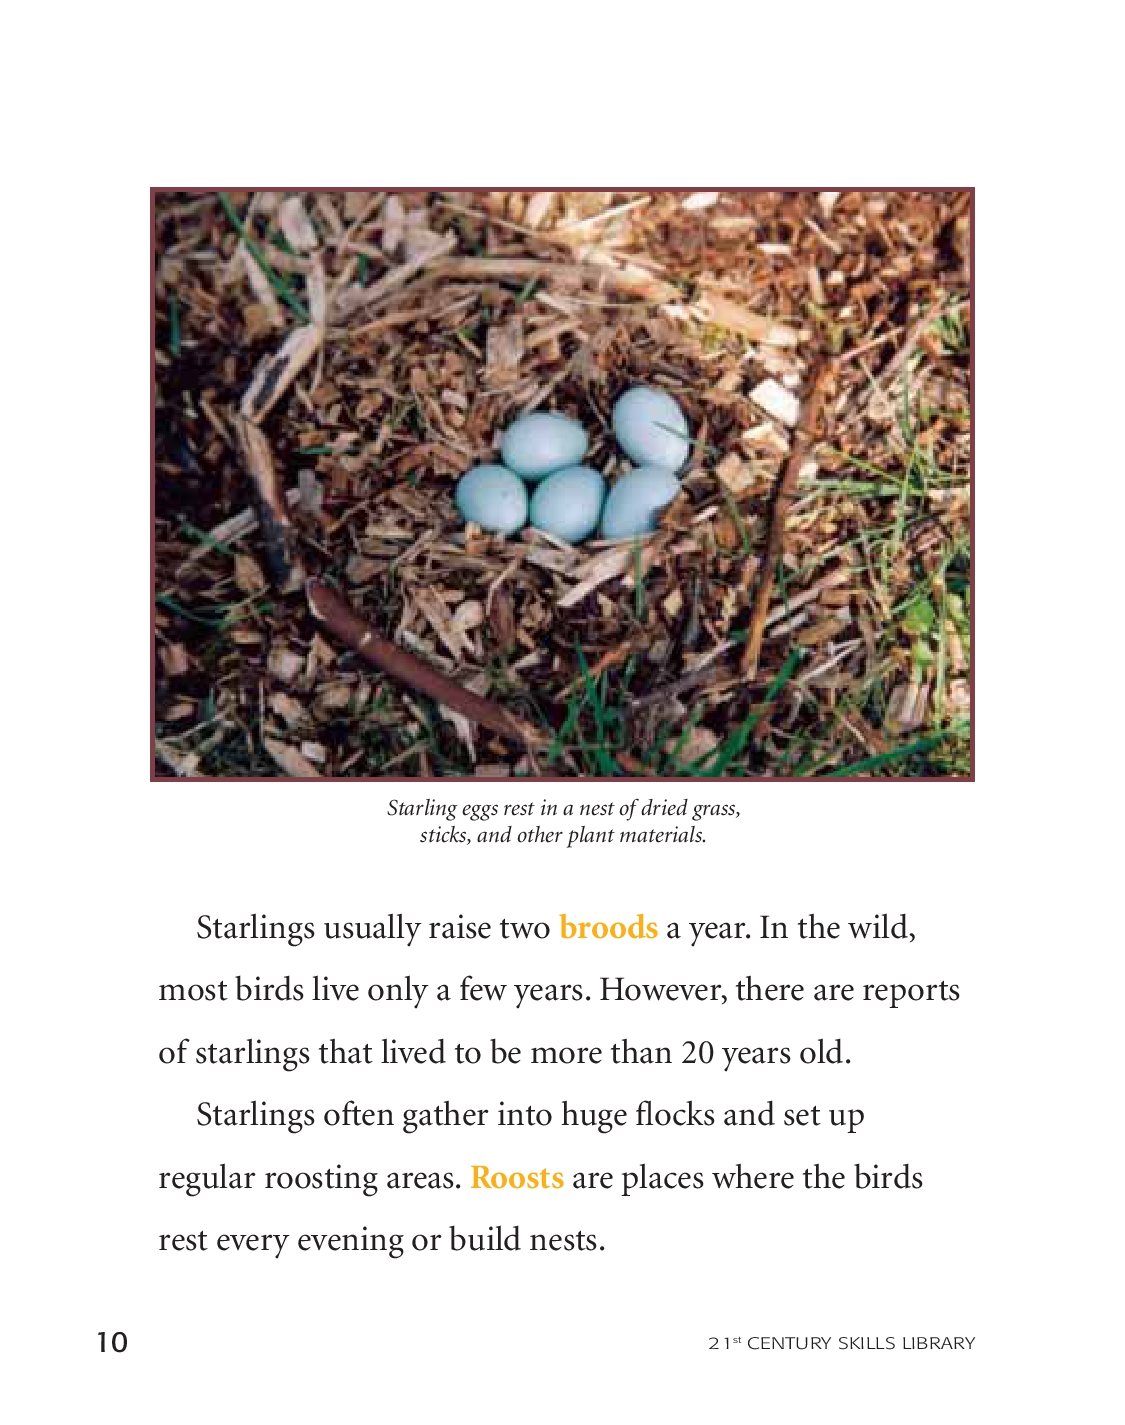 Starling eggs rest in a nest of dried grass,
sticks, and other plant materials.
Starlings usually raise two broods a year. In the wild,
most birds live only a few years. However, there are reports
of starlings that lived to be more than 20 years old.
Starlings often gather into huge flocks and set up
regular roosting areas. Roosts are places where the birds
rest every evening or build nests.
10
21st CENTURY SKILLS LIBRARY